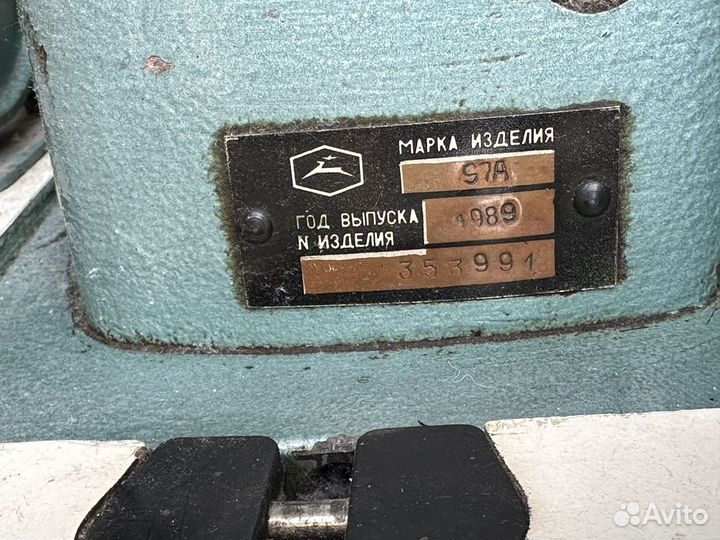 МАРКА ИЗДЕЛИЯ
97А
ГОД ВЫПУСКА 1989
N ИЗДЕЛИЯ
353991
Avito